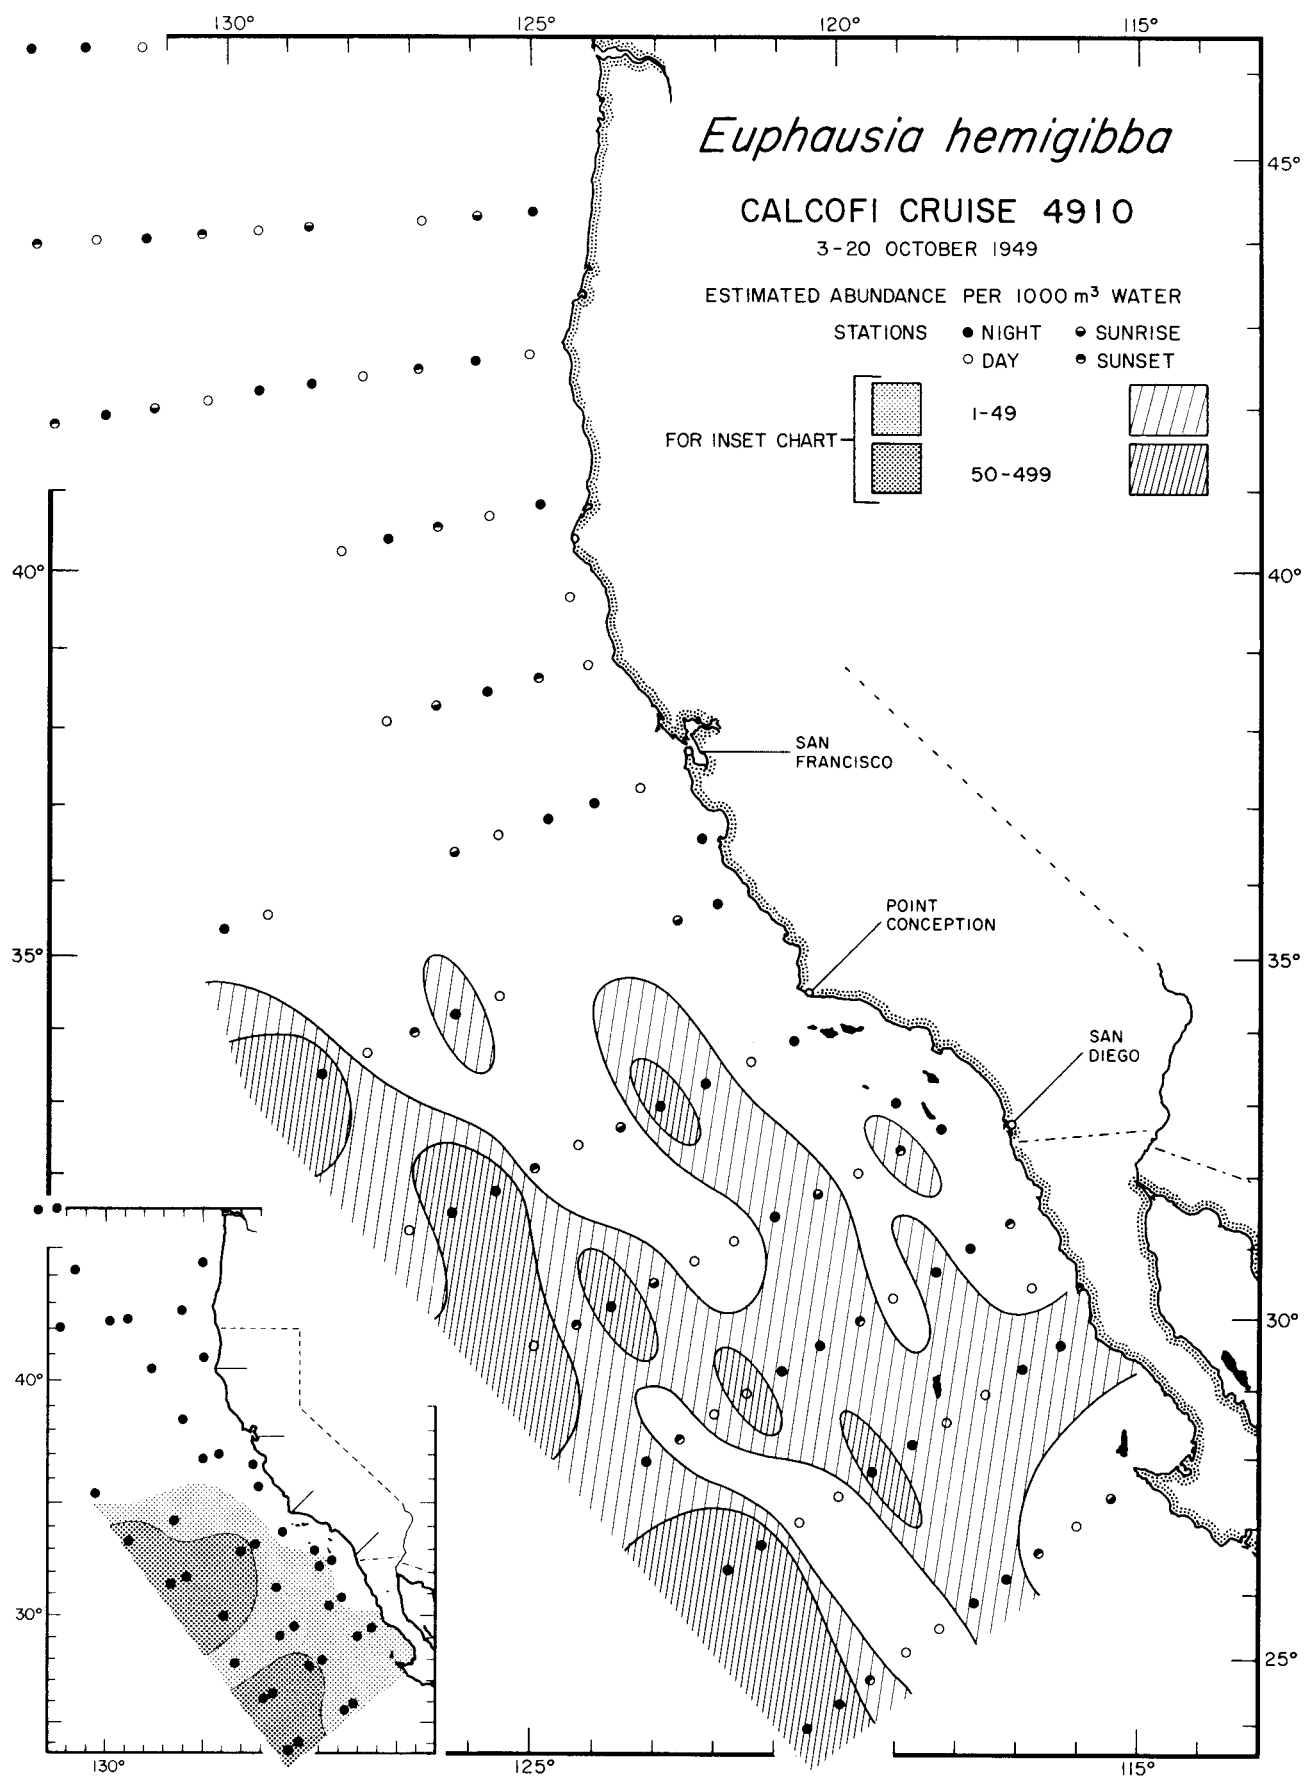 130° 125° 120° 115°
Euphausia hemigibba
45°
CALCOFI CRUISE 4910
3-20 OCTOBER 1949
ESTIMATED ABUNDANCE PER 1000 m³ WATER
STATIONS NIGHT SUNRISE
DAY SUNSET
1-49
FOR INSET CHART
50-499
40° 40°
SAN
FRANCISCO
POINT
CONCEPTION
35° 35°
SAN
DIEGO
30°
40°
30°
25°
130° 125° 115°